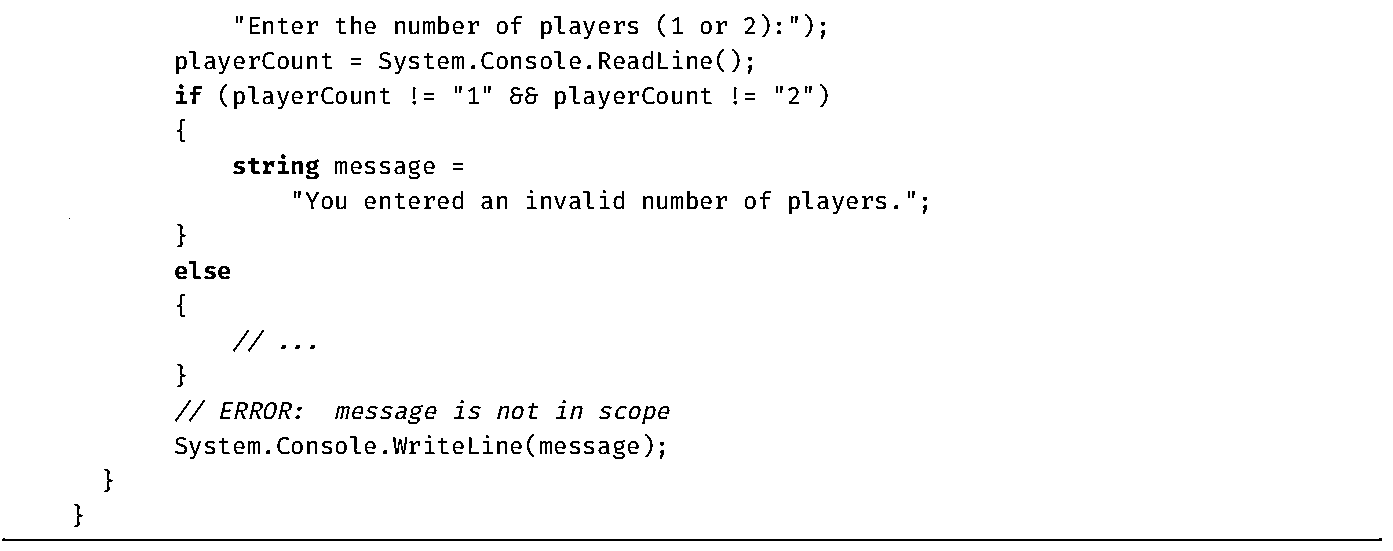 "Enter the number of players (1 or 2):");
playerCount = System.Console.ReadLine();
if (playerCount != "1" && playerCount != "2")
{
string message =
"You entered an invalid number of players.";
}
else
{
// ...
}
// ERROR:  message is not in scope
System.Console.WriteLine(message);
}
}